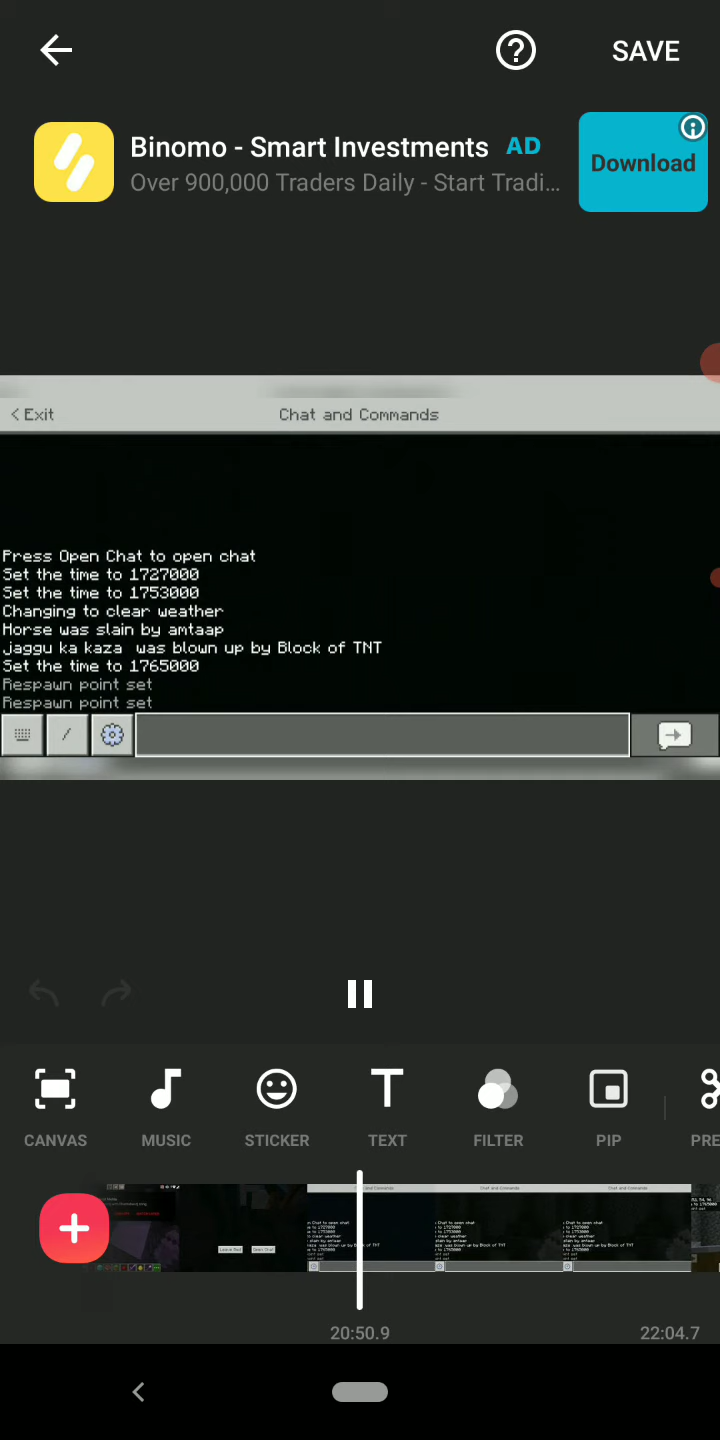 SAVE
Binomo - Smart Investments AD
Over 900,000 Traders Daily - Start Tradi...
Download
< Exit
Chat and Commands
Press Open Chat to open chat
Set the time to 1727000
Set the time to 1753000
Changing to clear weather
Horse was slain by amtaap
jaggu ka kaza  was blown up by Block of TNT
Set the time to 1765000
Respawn point set
Respawn point set
CANVAS
MUSIC
STICKER
TEXT
FILTER
PIP
PRE
20:50.9
22:04.7